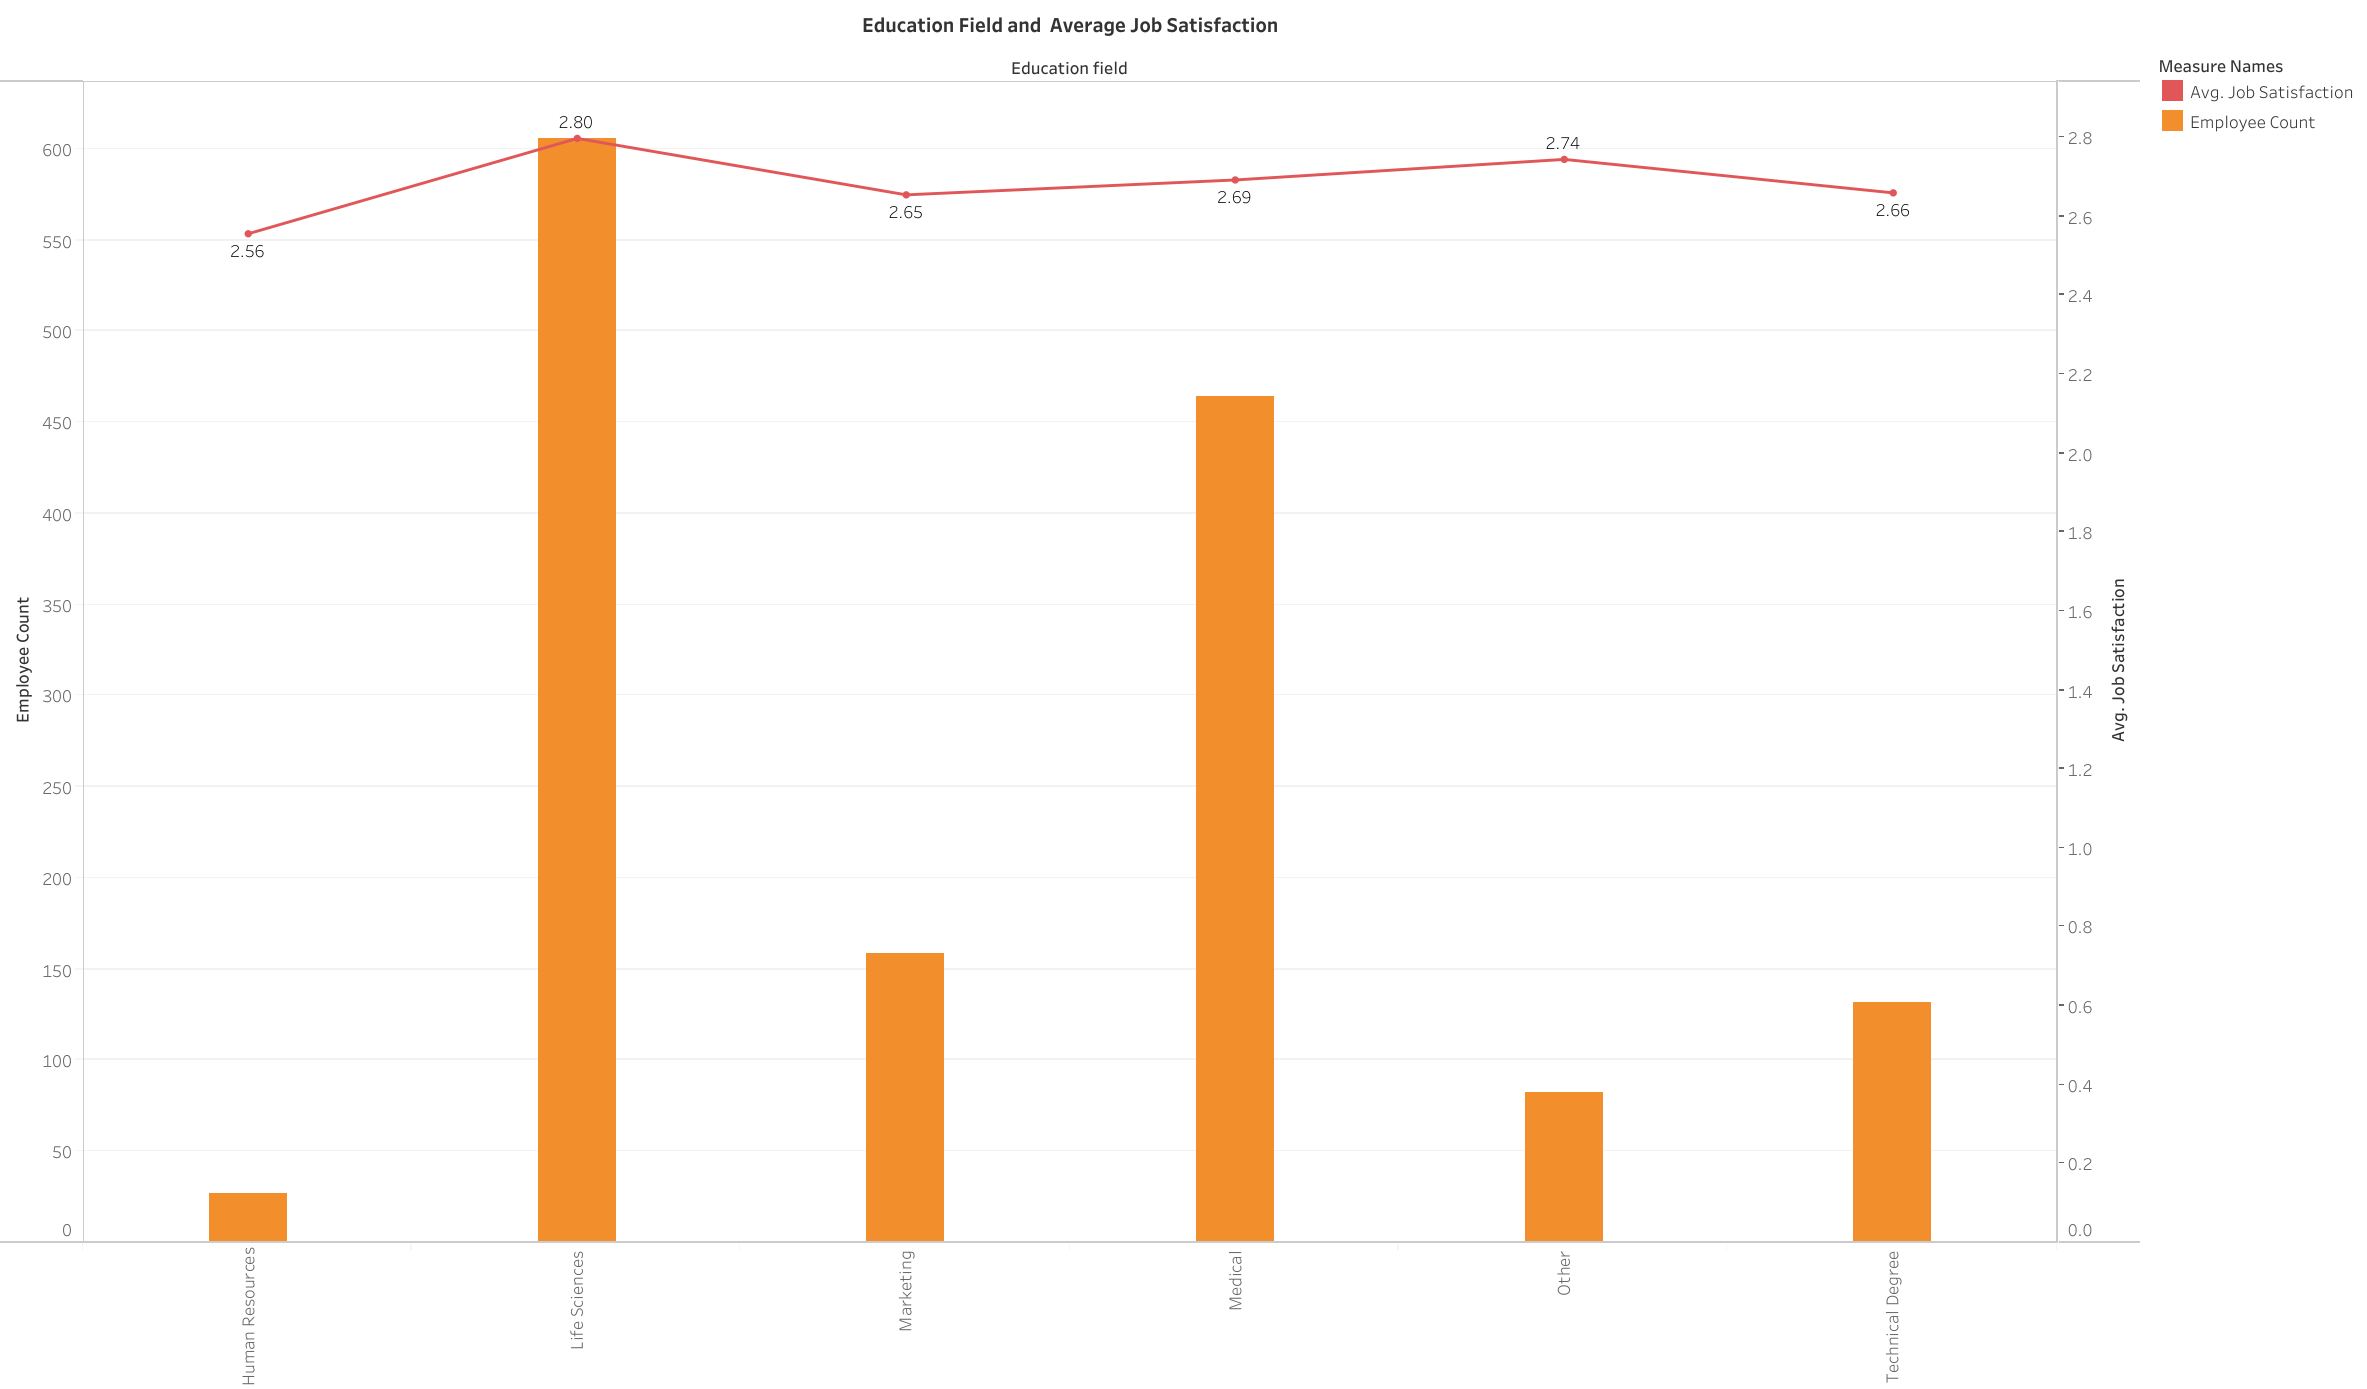 Education Field and  Average Job Satisfaction
Education field
Measure Names
Avg. Job Satisfaction
Employee Count
Employee Count
600
550
500
450
400
350
300
250
200
150
100
50
0
2.56
2.80
2.65
2.69
2.74
2.66
2.8
2.6
2.4
2.2
2.0
1.8
1.6
1.4
1.2
1.0
0.8
0.6
0.4
0.2
0.0
Avg. Job Satisfaction
Human Resources
Life Sciences
Marketing
Medical
Other
Technical Degree